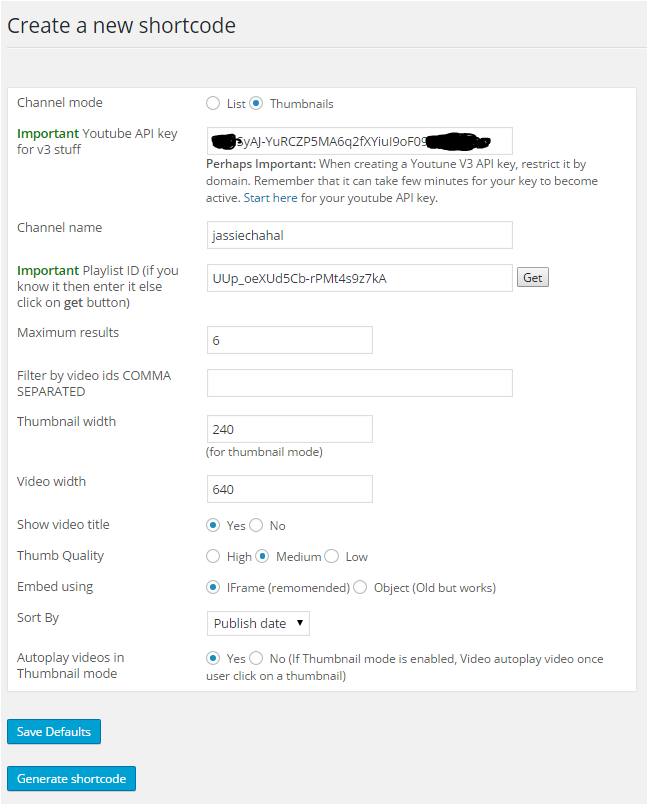 Create a new shortcode
Channel mode
List Thumbnails
Important Youtube API key
for v3 stuff
SyAJ-YuRCZP5MA6q2fXYiuI9oF09
Perhaps Important: When creating a Youtune V3 API key, restrict it by
domain. Remember that it can take few minutes for your key to become
active. Start here for your youtube API key.
Channel name
jassiechahal
Important Playlist ID (if you
know it then enter it else
click on get button)
UUp_oeXUd5Cb-rPMt4s9z7kA
Get
Maximum results
6
Filter by video ids COMMA
SEPARATED
Thumbnail width
240
(for thumbnail mode)
Video width
640
Show video title
Yes No
Thumb Quality
High Medium Low
Embed using
IFrame (remomended) Object (Old but works)
Sort By
Publish date
Autoplay videos in
Thumbnail mode
Yes No (If Thumbnail mode is enabled, Video autoplay video once
user click on a thumbnail)
Save Defaults
Generate shortcode